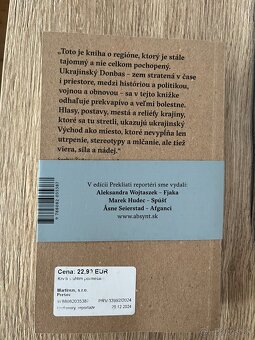 „Toto je kniha o regióne, ktorý je stále
tajomný a nie celkom pochopený.
Ukrajinský Donbas – zem stratená v čase
i priestore, medzi históriou a politikou,
vojnou a obnovou – sa v tejto knižke
odhaľuje prekvapivo a veľmi bolestne.
Hlasy, postavy, mestá a reliéfy krajiny,
ktoré sa tu stretli, ukazujú ukrajinský
Východ ako miesto, ktoré nevypĺňa len
utrpenie, stereotypy a mlčanie, ale tiež
viera, sila a nádej."
V edícii Prekliati reportéri sme vydali:
Aleksandra Wojtaszek – Fjaka
Marek Hudec – Spúšť
Åsne Seierstad – Afganci
www.absynt.sk
Cena: 22,90 EUR
Martinus, s.r.o.